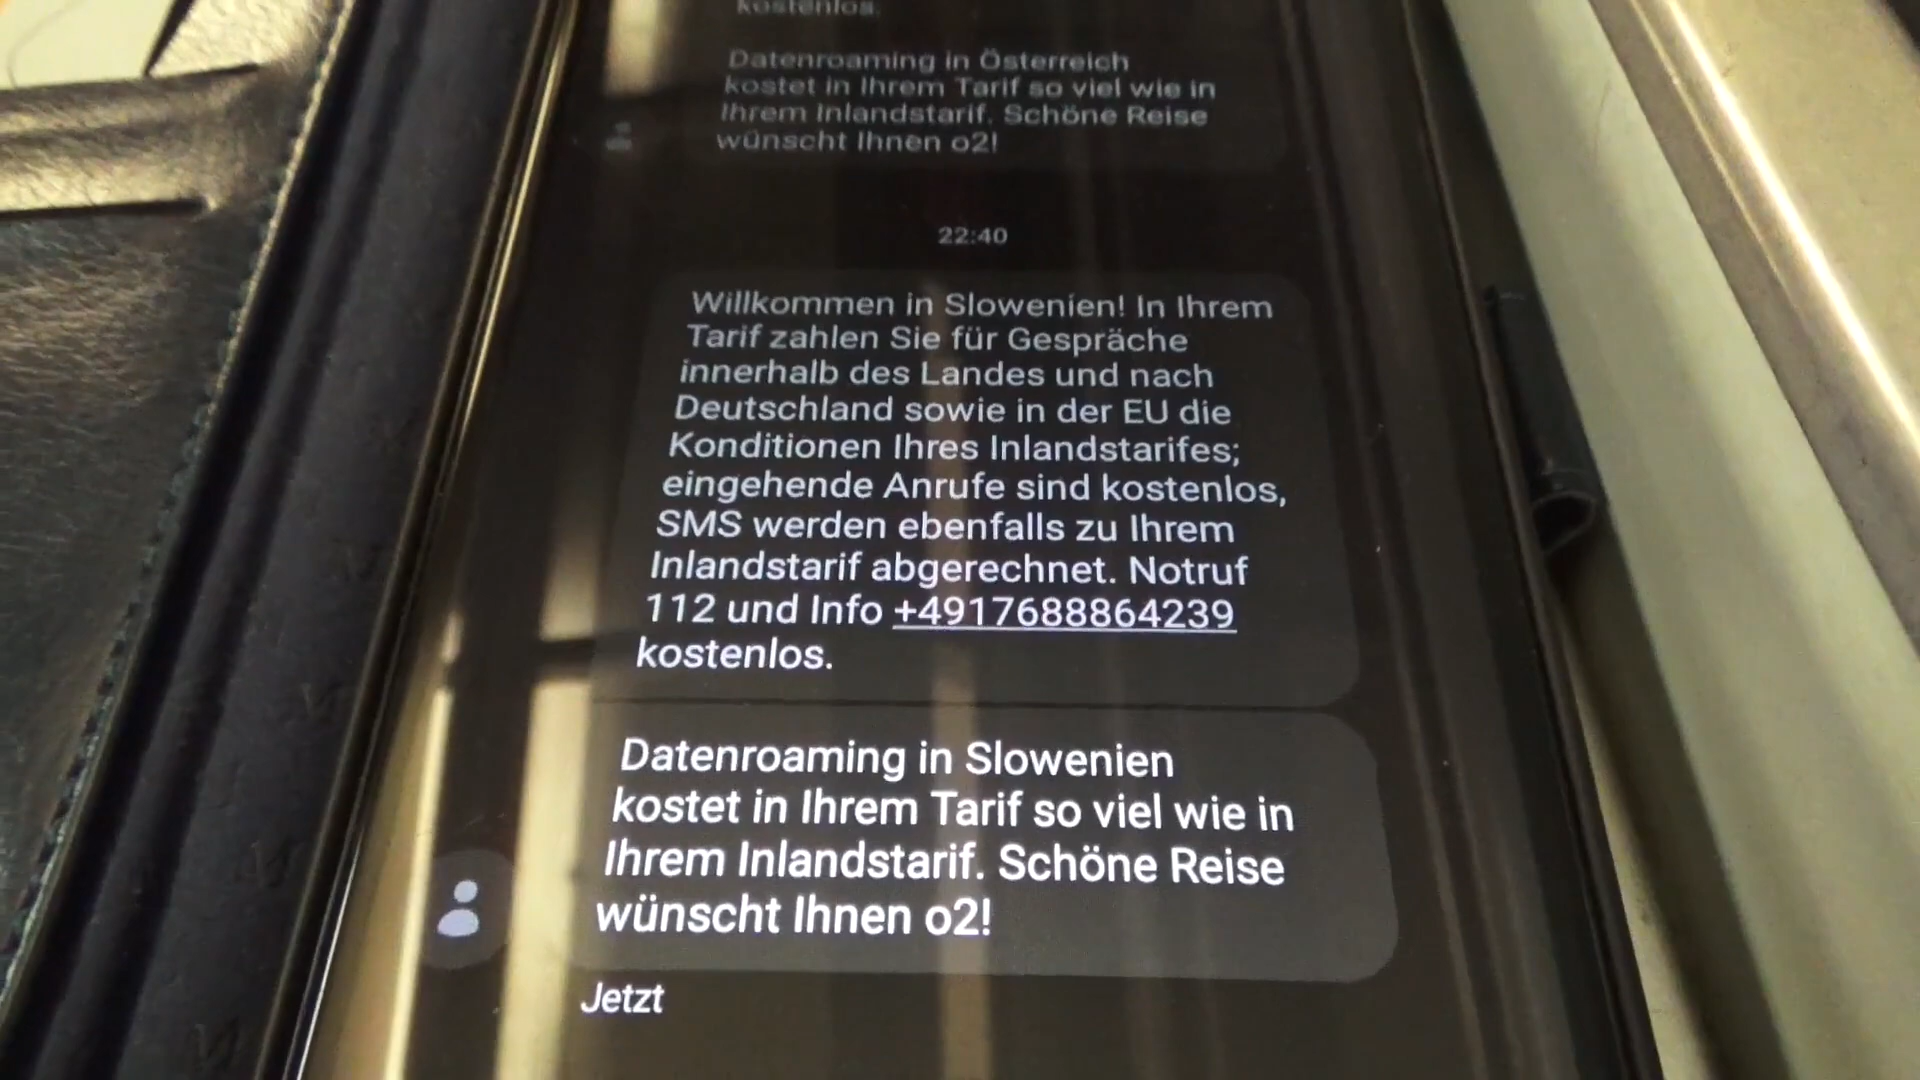 kostenlos.
Datenroaming in Österreich
kostet in Ihrem Tarif so viel wie in
Ihrem Inlandstarif. Schöne Reise
wünscht Ihnen o2!
22:40
Willkommen in Slowenien! In Ihrem
Tarif zahlen Sie für Gespräche
innerhalb des Landes und nach
Deutschland sowie in der EU die
Konditionen Ihres Inlandstarifes;
eingehende Anrufe sind kostenlos,
SMS werden ebenfalls zu Ihrem
Inlandstarif abgerechnet. Notruf
112 und Info +4917688864239
kostenlos.
Datenroaming in Slowenien
kostet in Ihrem Tarif so viel wie in
Ihrem Inlandstarif. Schöne Reise
wünscht Ihnen o2!
Jetzt